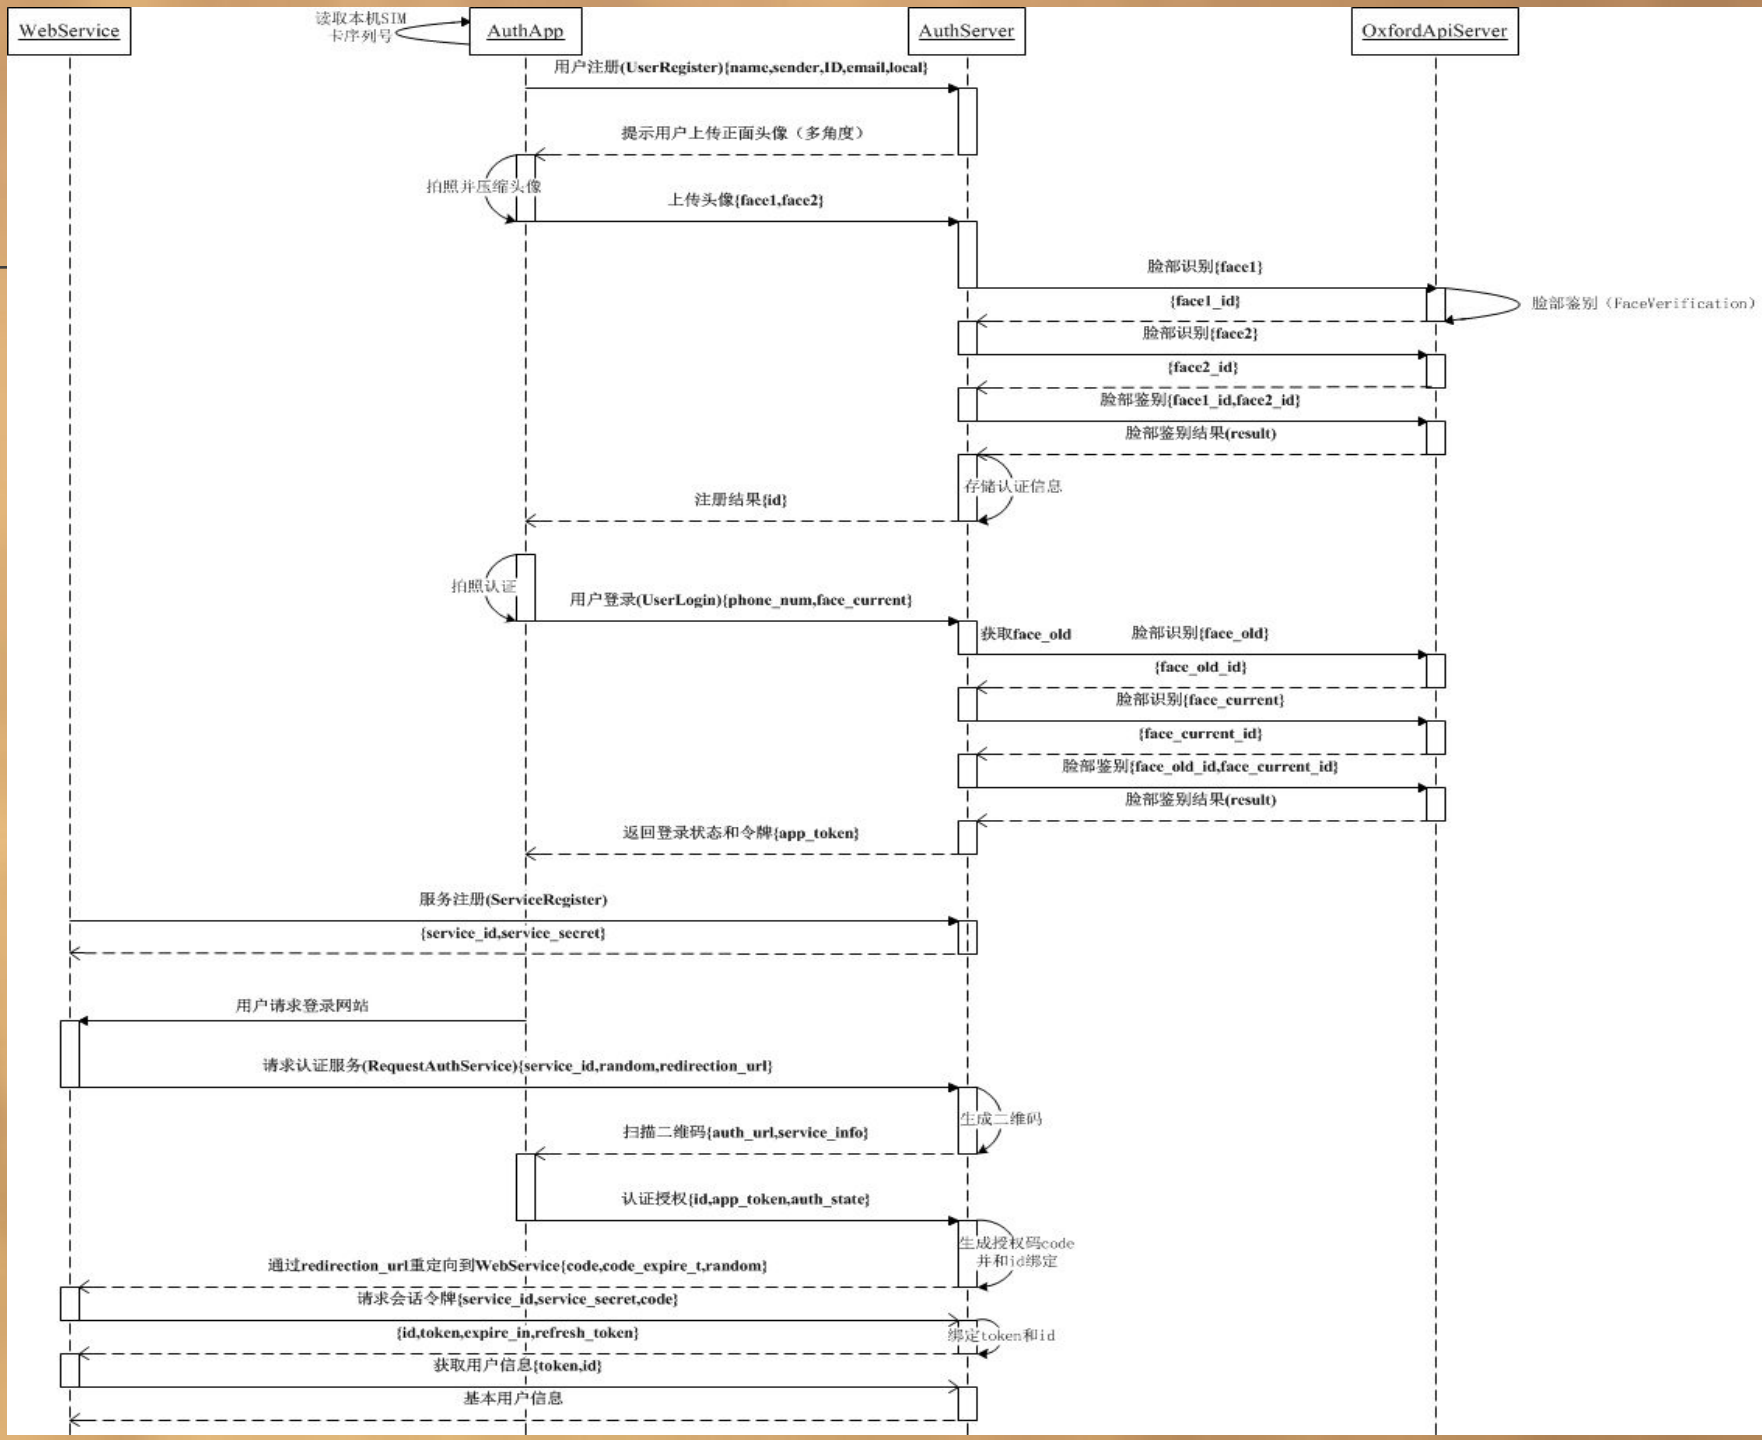 WebService
读取本机SIM
卡序列号
AuthApp
AuthServer
OxfordApiServer
用户注册(UserRegister){name,sender,ID,email,local}
提示用户上传正面头像（多角度）
拍照并压缩头像
上传头像{face1,face2}
脸部识别{face1}
{face1_id}
脸部鉴别（FaceVerification）
脸部识别{face2}
{face2_id}
脸部鉴别{face1_id,face2_id}
脸部鉴别结果(result)
存储认证信息
注册结果{id}
拍照认证
用户登录(UserLogin){phone_num,face_current}
获取face_old
脸部识别{face_old}
{face_old_id}
脸部识别{face_current}
{face_current_id}
脸部鉴别{face_old_id,face_current_id}
脸部鉴别结果(result)
返回登录状态和令牌{app_token}
服务注册(ServiceRegister)
{service_id,service_secret}
用户请求登录网站
请求认证服务(RequestAuthService){service_id,random,redirection_url}
生成二维码
扫描二维码{auth_url,service_info}
认证授权{id,app_token,auth_state}
生成授权码code
并和id绑定
通过redirection_url重定向到WebService{code,code_expire_t,random}
请求会话令牌{service_id,service_secret,code}
{id,token,expire_in,refresh_token}
绑定token和id
获取用户信息{token,id}
基本用户信息